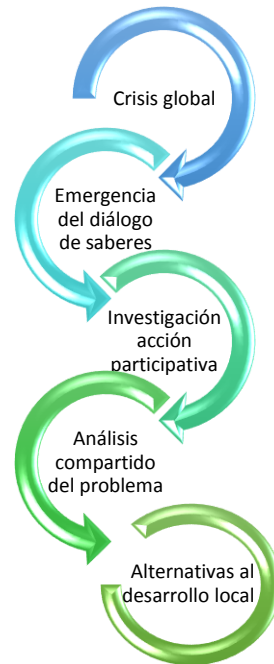 Crisis global
Emergencia
del diálogo
de saberes
Investigación
acción
participativa
Análisis
compartido
del problema
Alternativas al
desarrollo local